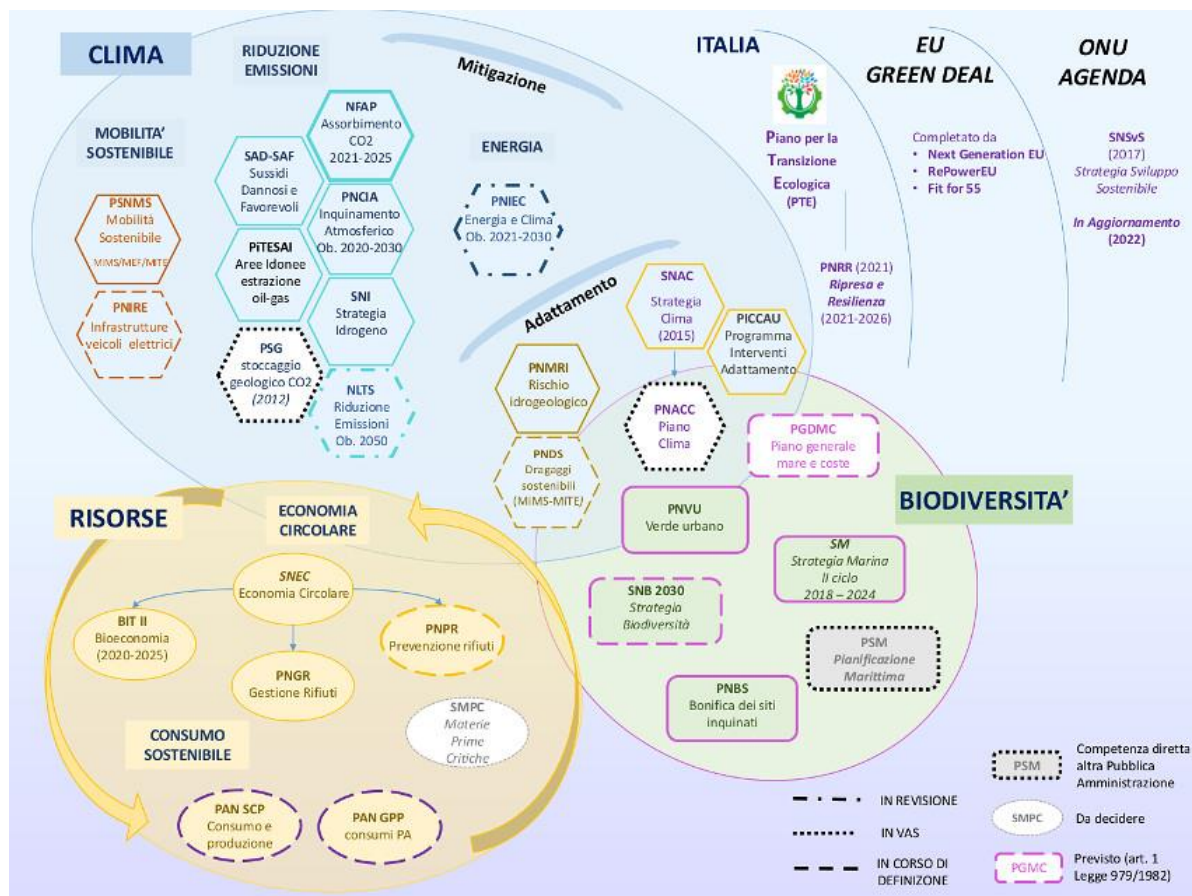 CLIMA
RIDUZIONE
EMISSIONI
Mitigazione
ITALIA
EU
GREEN DEAL
ONU
AGENDA
MOBILITA’
SOSTENIBILE
PSNMS
Mobilità
Sostenibile
MIMS/MEF/MITE
PNIRE
Infrastrutture
veicoli elettrici
NFAP
Assorbimento
CO2
2021-2025
SAD-SAF
Sussidi
Dannosi e
Favorevoli
PNCIA
Inquinamento
Atmosferico
Ob. 2020-2030
PiTESAI
Aree Idonee
estrazione
oil-gas
SNI
Strategia
Idrogeno
PSG
stoccaggio
geologico CO2
(2012)
NLTS
Riduzione
Emissioni
Ob. 2050
ENERGIA
PNIEC
Energia e Clima
Ob. 2021-2030
Adattamento
SNAC
Strategia
Clima
(2015)
PICCAU
Programma
Interventi
Adattamento
PNMRI
Rischio
idrogeologico
PNACC
Piano
Clima
PNDS
Dragaggi
sostenibili
(MiMS-MITE)
Piano per la
Transizione
Ecologica
(PTE)
PNRR (2021)
Ripresa e
Resilienza
(2021-2026)
Completato da
• Next Generation EU
• RePowerEU
• Fit for 55
SNSvS
(2017)
Strategia Sviluppo
Sostenibile
In Aggiornamento
(2022)
PGDMC
Piano generale
mare e coste
BIODIVERSITA’
PNVU
Verde urbano
SM
Strategia Marina
II ciclo
2018 – 2024
SNB 2030
Strategia
Biodiversità
PSM
Pianificazione
Marittima
PNBS
Bonifica dei siti
inquinati
RISORSE
ECONOMIA
CIRCOLARE
SNEC
Economia Circolare
BIT II
Bioeconomia
(2020-2025)
PNPR
Prevenzione rifiuti
PNGR
Gestione Rifiuti
SMPC
Materie
Prime
Critiche
CONSUMO
SOSTENIBILE
PAN SCP
Consumo e
produzione
PAN GPP
consumi PA
IN REVISIONE
IN VAS
IN CORSO DI
DEFINIZONE
PSM
Competenza diretta
altra Pubblica
Amministrazione
SMPC
Da decidere
PGMC
Previsto (art. 1
Legge 979/1982)